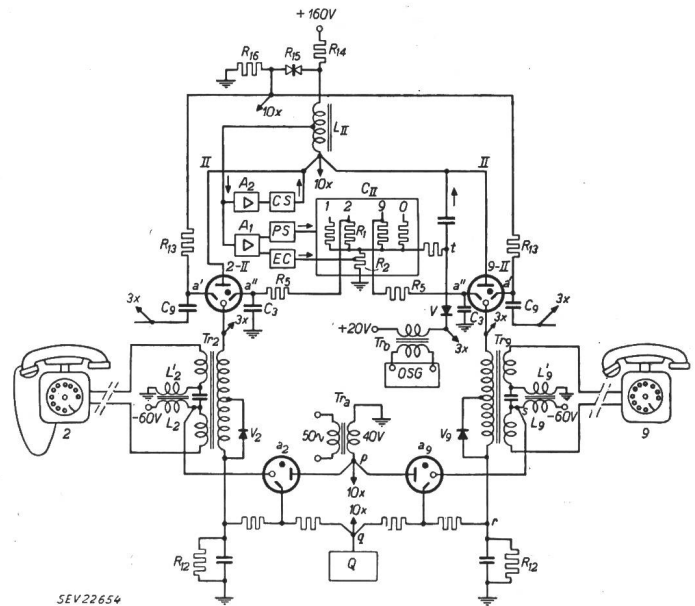 +160V
R16
R15
R14
10x
LII
II
II
10x
A2
CS
CII
1 2 9 0
A1
PS
R1
EC
R2
t
R13
R13
2-II
9-II
a'
a"
R5
R5
a"
a'
3x
C9
C3
V
C3
C9
3x
3x
3x
+20V
3x
Tr2
Trb
Tr9
OSG
L'2
L'9
-60V
-60V
L2
L9
s
Tra
2
9
V2
50~
40V
V9
a2
a9
p
10x
10x
q
r
R12
Q
R12
SEV22654